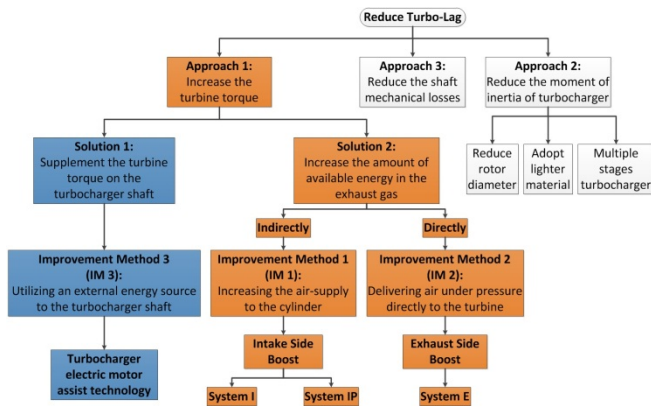 Reduce Turbo-Lag
Approach 1:
Increase the
turbine torque
Approach 3:
Reduce the shaft
mechanical losses
Approach 2:
Reduce the moment of
inertia of turbocharger
Solution 1:
Supplement the turbine
torque on the
turbocharger shaft
Solution 2:
Increase the amount of
available energy in the
exhaust gas
Reduce
rotor
diameter
Adopt
lighter
material
Multiple
stages
turbocharger
Indirectly
Directly
Improvement Method 3
(IM 3):
Utilizing an external energy
source to the turbocharger shaft
Improvement Method 1
(IM 1):
Increasing the air-supply
to the cylinder
Improvement Method 2
(IM 2):
Delivering air under pressure
directly to the turbine
Turbocharger
electric motor
assist technology
Intake Side
Boost
Exhaust Side
Boost
System I
System IP
System E